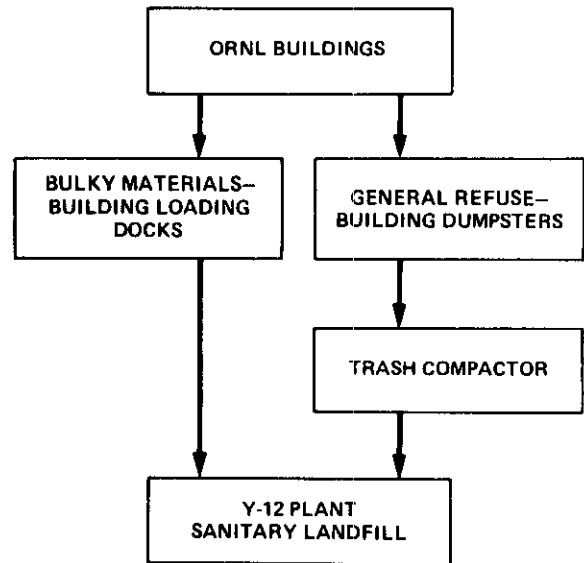 ORNL BUILDINGS
BULKY MATERIALS–
BUILDING LOADING
DOCKS
GENERAL REFUSE–
BUILDING DUMPSTERS
TRASH COMPACTOR
Y-12 PLANT
SANITARY LANDFILL